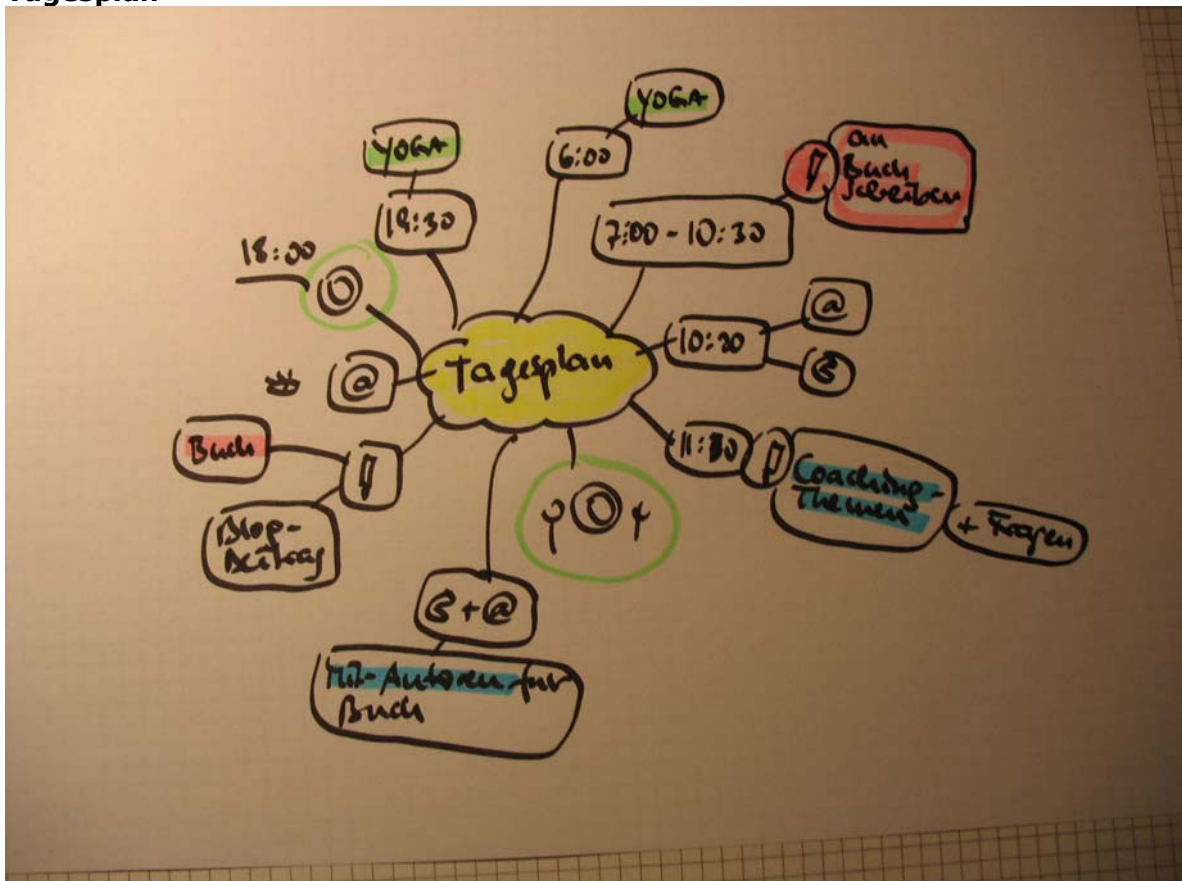 Tagesplan
YOGA
6:00
7:00 - 10:30
an
Buch
schreiben
10:30
@
11:30
Coaching-
Themen
+ Fragen
+ @
Mit-Autoren für
Buch
Buch
Blog-
Beitrag
@
18:00
19:30
YOGA